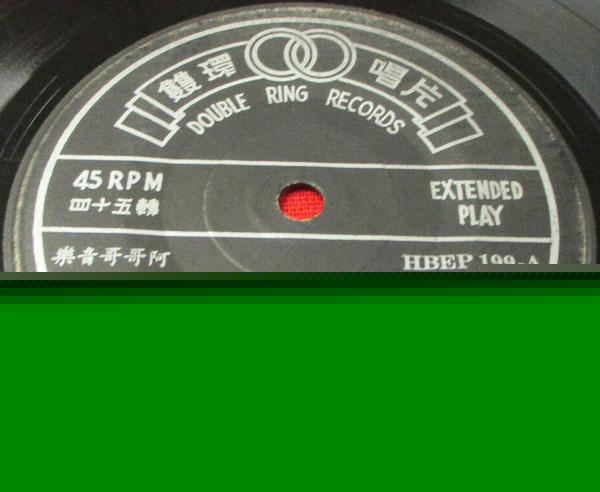 雙環 唱片
DOUBLE RING RECORDS
45 RPM
四十五轉
EXTENDED
PLAY
樂音哥哥阿
HBEP 199-A